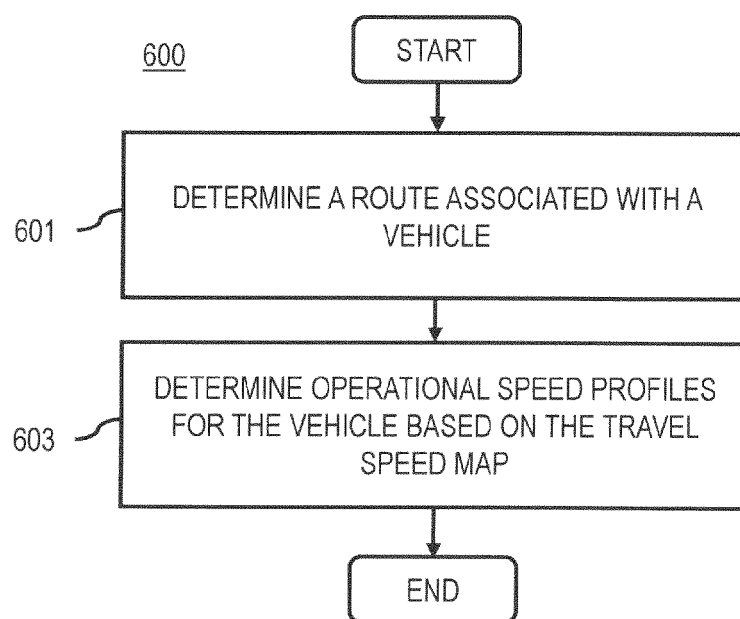 600
START
601
DETERMINE A ROUTE ASSOCIATED WITH A
VEHICLE
603
DETERMINE OPERATIONAL SPEED PROFILES
FOR THE VEHICLE BASED ON THE TRAVEL
SPEED MAP
END